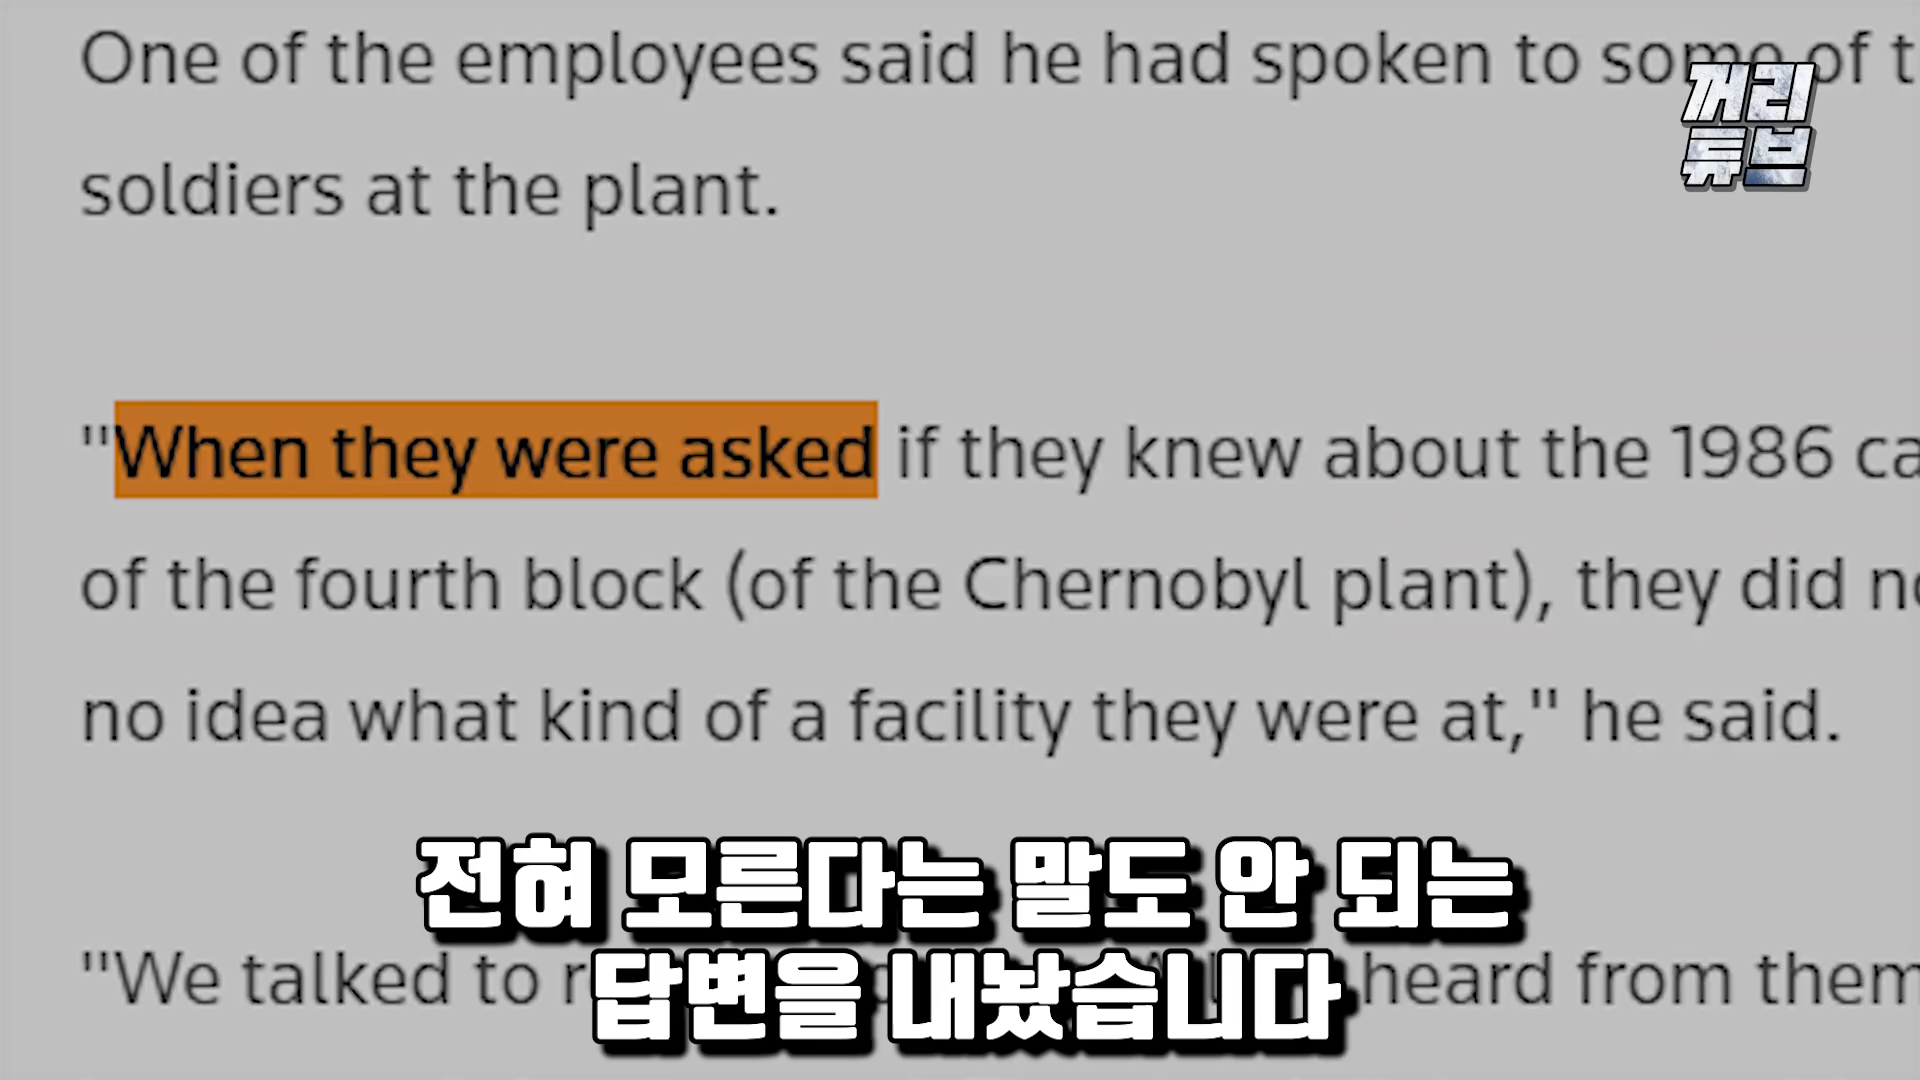 One of the employees said he had spoken to some of
꺼리
튜브
soldiers at the plant.
"When they were asked if they knew about the 1986
of the fourth block (of the Chernobyl plant), they did
no idea what kind of a facility they were at," he said.
전혀 모른다는 말도 안 되는
"We talked to heard from them
답변을 내놨습니다